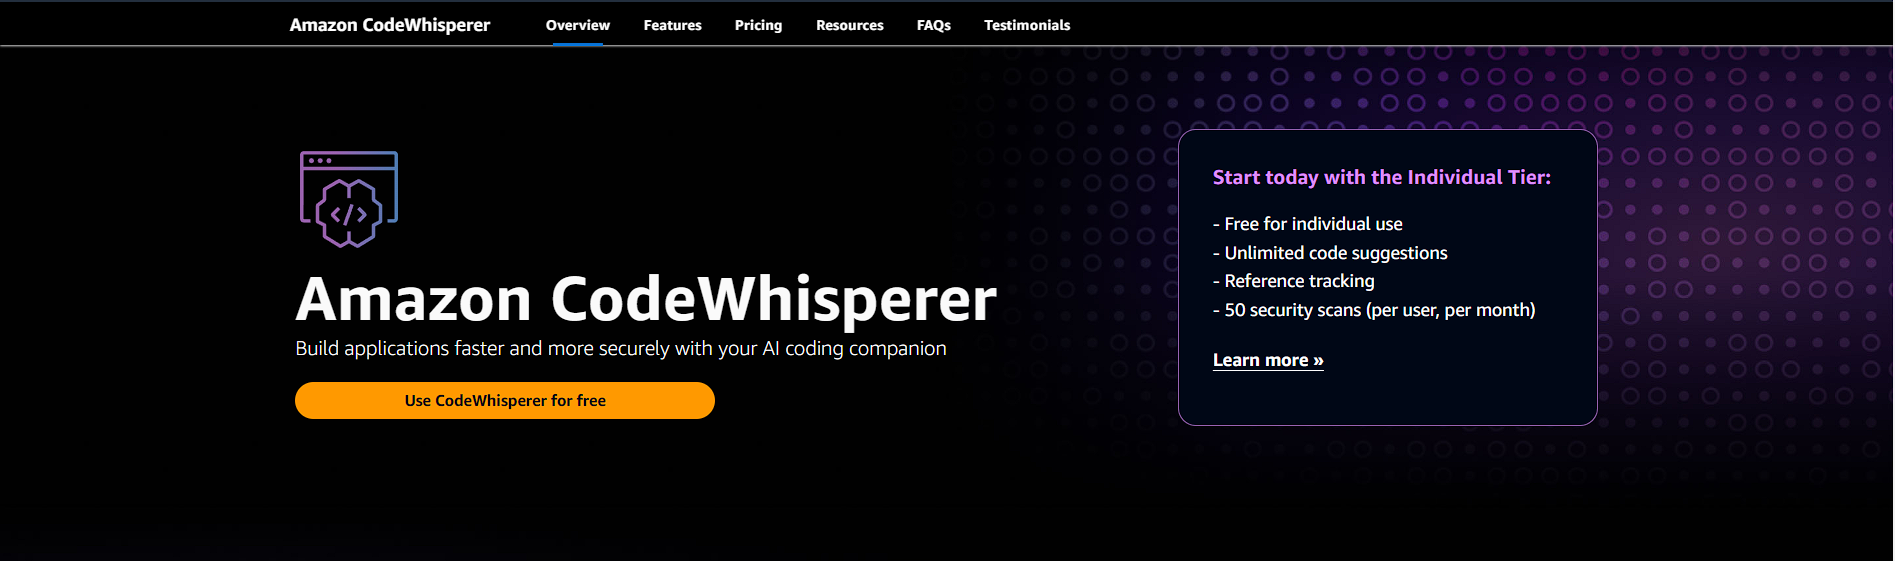 Amazon CodeWhisperer Overview Features Pricing Resources FAQs Testimonials
Amazon CodeWhisperer
Build applications faster and more securely with your AI coding companion
Use CodeWhisperer for free
Start today with the Individual Tier:
- Free for individual use
- Unlimited code suggestions
- Reference tracking
- 50 security scans (per user, per month)
Learn more »